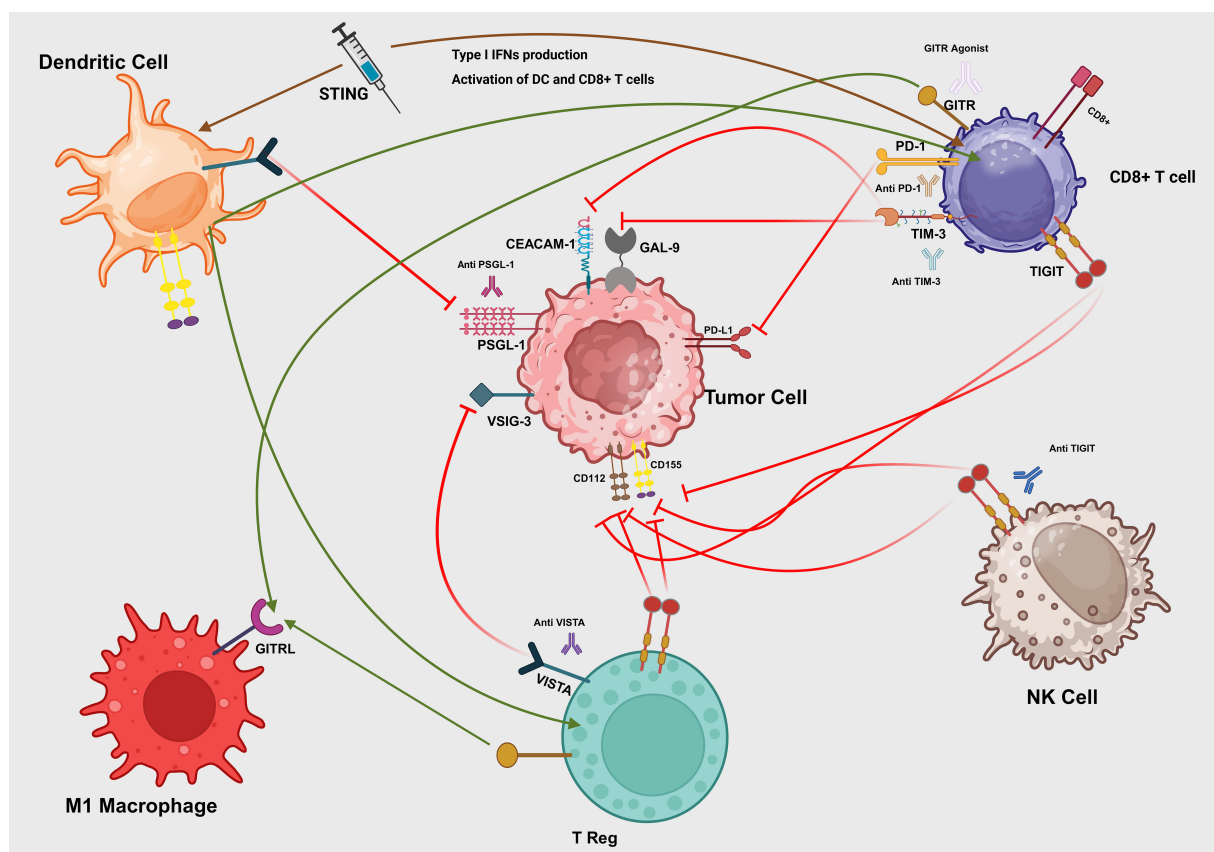 Dendritic Cell
STING
Type I IFNs production
Activation of DC and CD8+ T cells
GITR Agonist
GITR
CD8+
PD-1
Anti PD-1
CD8+ T cell
TIM-3
Anti TIM-3
TIGIT
CEACAM-1
GAL-9
Anti PSGL-1
PSGL-1
PD-L1
Tumor Cell
VSIG-3
CD112
CD155
Anti TIGIT
NK Cell
GITRL
Anti VISTA
VISTA
M1 Macrophage
T Reg